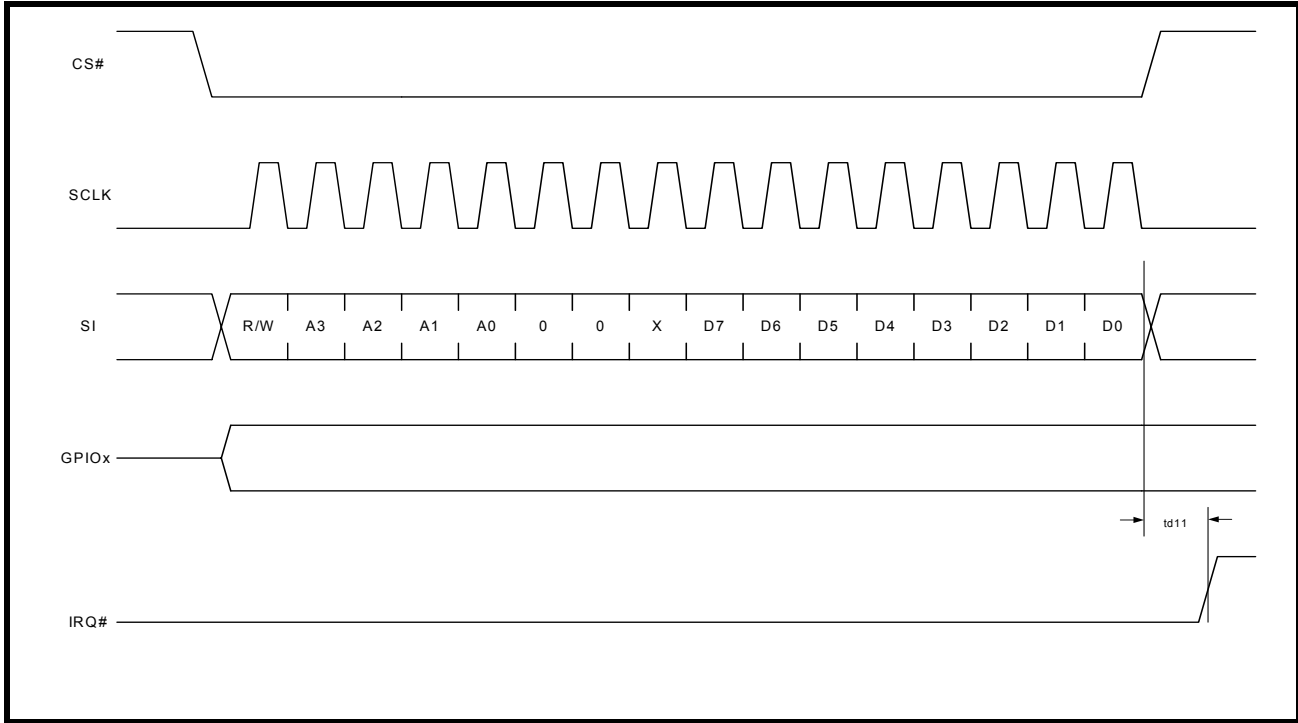 CS#
SCLK
SI R/W A3 A2 A1 A0 0 0 X D7 D6 D5 D4 D3 D2 D1 D0
GPIOx
td11
IRQ#